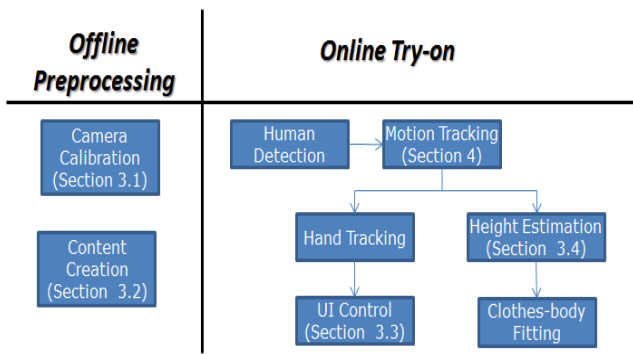 Offline
Preprocessing
Online Try-on
Camera
Calibration
(Section 3.1)
Content
Creation
(Section 3.2)
Human
Detection
Motion Tracking
(Section 4)
Hand Tracking
Height Estimation
(Section 3.4)
UI Control
(Section 3.3)
Clothes-body
Fitting